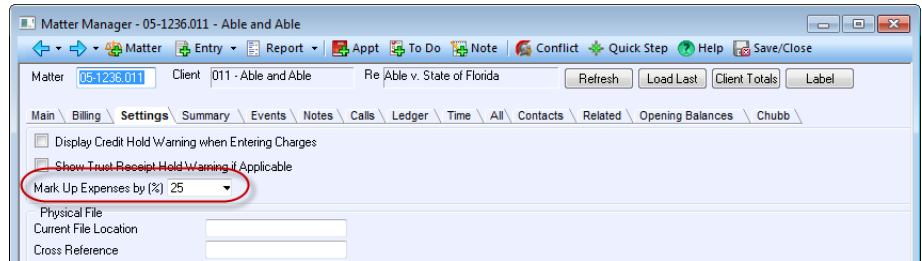 Matter Manager - 05-1236.011 - Able and Able
Matter Entry Report Appt To Do Note Conflict Quick Step Help Save/Close
Matter 05-1236.011 Client 011 - Able and Able Re Able v. State of Florida Refresh Load Last Client Totals Label
Main Billing Settings Summary Events Notes Calls Ledger Time All Contacts Related Opening Balances Chubb
Display Credit Hold Warning when Entering Charges
Show Trust Receipt Hold Warning if Applicable
Mark Up Expenses by (%) 25
Physical File
Current File Location
Cross Reference